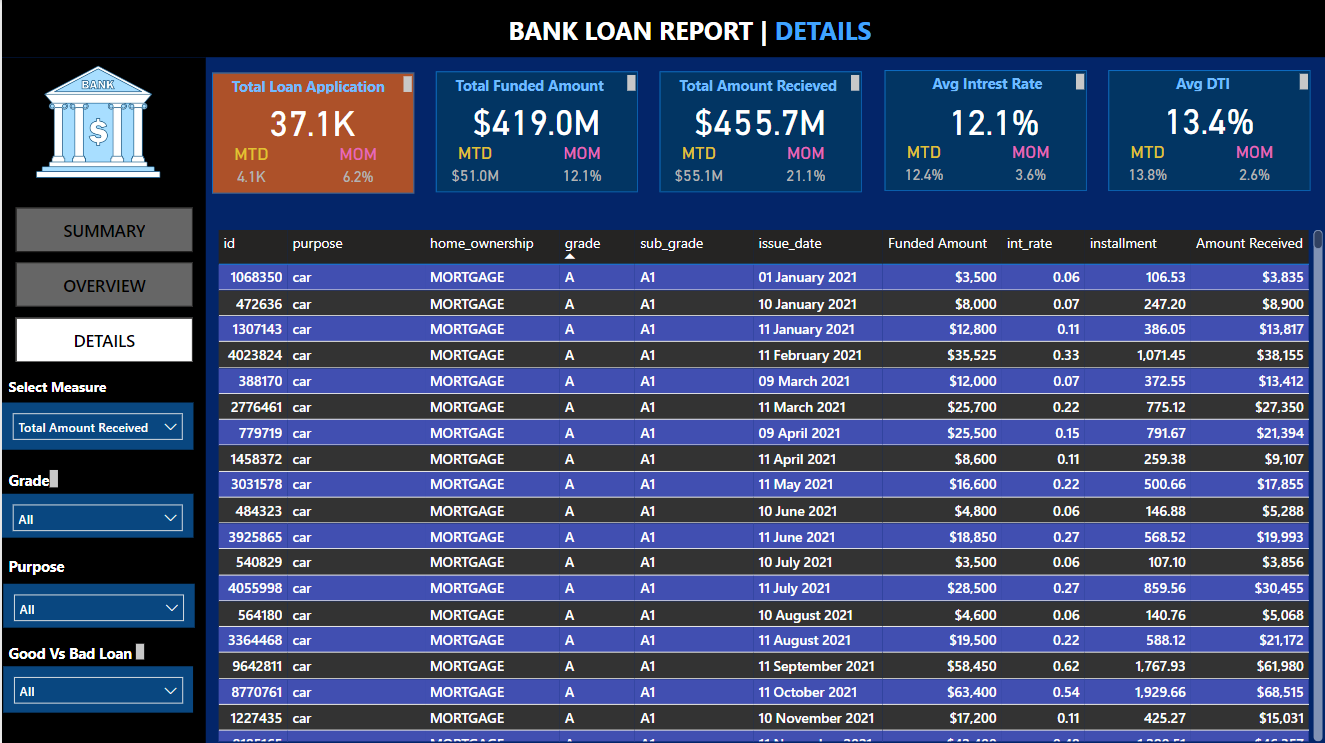 BANK LOAN REPORT | DETAILS
BANK
$
SUMMARY
OVERVIEW
DETAILS
Select Measure
Total Amount Received
Grade
All
Purpose
All
Good Vs Bad Loan
All
Total Loan Application
37.1K
MTD MOM
4.1K 6.2%
Total Funded Amount
$419.0M
MTD MOM
$51.0M 12.1%
Total Amount Recieved
$455.7M
MTD MOM
$55.1M 21.1%
Avg Intrest Rate
12.1%
MTD MOM
12.4% 3.6%
Avg DTI
13.4%
MTD MOM
13.8% 2.6%
id purpose home_ownership grade sub_grade issue_date Funded Amount int_rate installment Amount Received
1068350 car MORTGAGE A A1 01 January 2021 $3,500 0.06 106.53 $3,835
472636 car MORTGAGE A A1 10 January 2021 $8,000 0.07 247.20 $8,900
1307143 car MORTGAGE A A1 11 January 2021 $12,800 0.11 386.05 $13,817
4023824 car MORTGAGE A A1 11 February 2021 $35,525 0.33 1,071.45 $38,155
388170 car MORTGAGE A A1 09 March 2021 $12,000 0.07 372.55 $13,412
2776461 car MORTGAGE A A1 11 March 2021 $25,700 0.22 775.12 $27,350
779719 car MORTGAGE A A1 09 April 2021 $25,500 0.15 791.67 $21,394
1458372 car MORTGAGE A A1 11 April 2021 $8,600 0.11 259.38 $9,107
3031578 car MORTGAGE A A1 11 May 2021 $16,600 0.22 500.66 $17,855
484323 car MORTGAGE A A1 10 June 2021 $4,800 0.06 146.88 $5,288
3925865 car MORTGAGE A A1 11 June 2021 $18,850 0.27 568.52 $19,993
540829 car MORTGAGE A A1 10 July 2021 $3,500 0.06 107.10 $3,856
4055998 car MORTGAGE A A1 11 July 2021 $28,500 0.27 859.56 $30,455
564180 car MORTGAGE A A1 10 August 2021 $4,600 0.06 140.76 $5,068
3364468 car MORTGAGE A A1 11 August 2021 $19,500 0.22 588.12 $21,172
9642811 car MORTGAGE A A1 11 September 2021 $58,450 0.62 1,767.93 $61,980
8770761 car MORTGAGE A A1 11 October 2021 $63,400 0.54 1,929.66 $68,515
1227435 car MORTGAGE A A1 10 November 2021 $17,200 0.11 425.27 $15,031